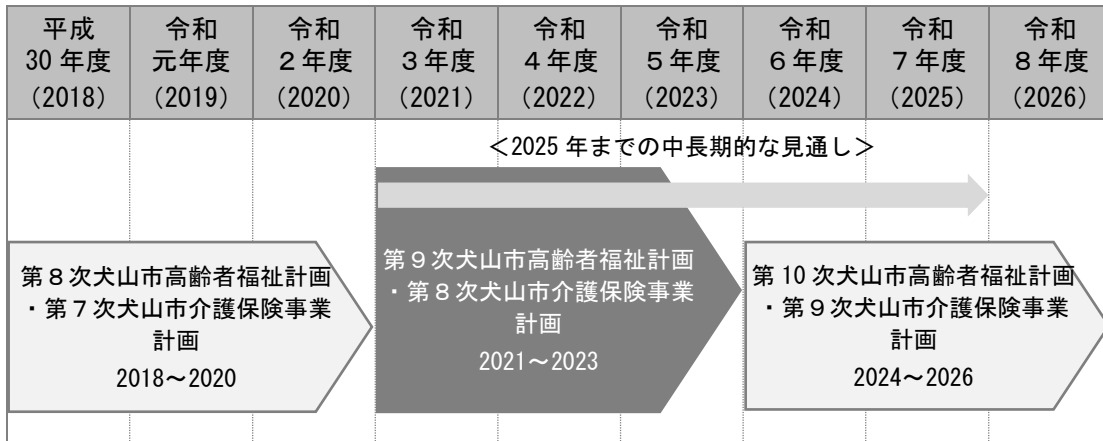 平成
30年度
（2018）
令和
元年度
（2019）
令和
２年度
（2020）
令和
３年度
（2021）
令和
４年度
（2022）
令和
５年度
（2023）
令和
６年度
（2024）
令和
７年度
（2025）
令和
８年度
（2026）
＜2025年までの中長期的な見通し＞
第８次犬山市高齢者福祉計画
・第７次犬山市介護保険事業
計画
2018～2020
第９次犬山市高齢者福祉計画
・第８次犬山市介護保険事業
計画
2021～2023
第10次犬山市高齢者福祉計画
・第９次犬山市介護保険事業
計画
2024～2026